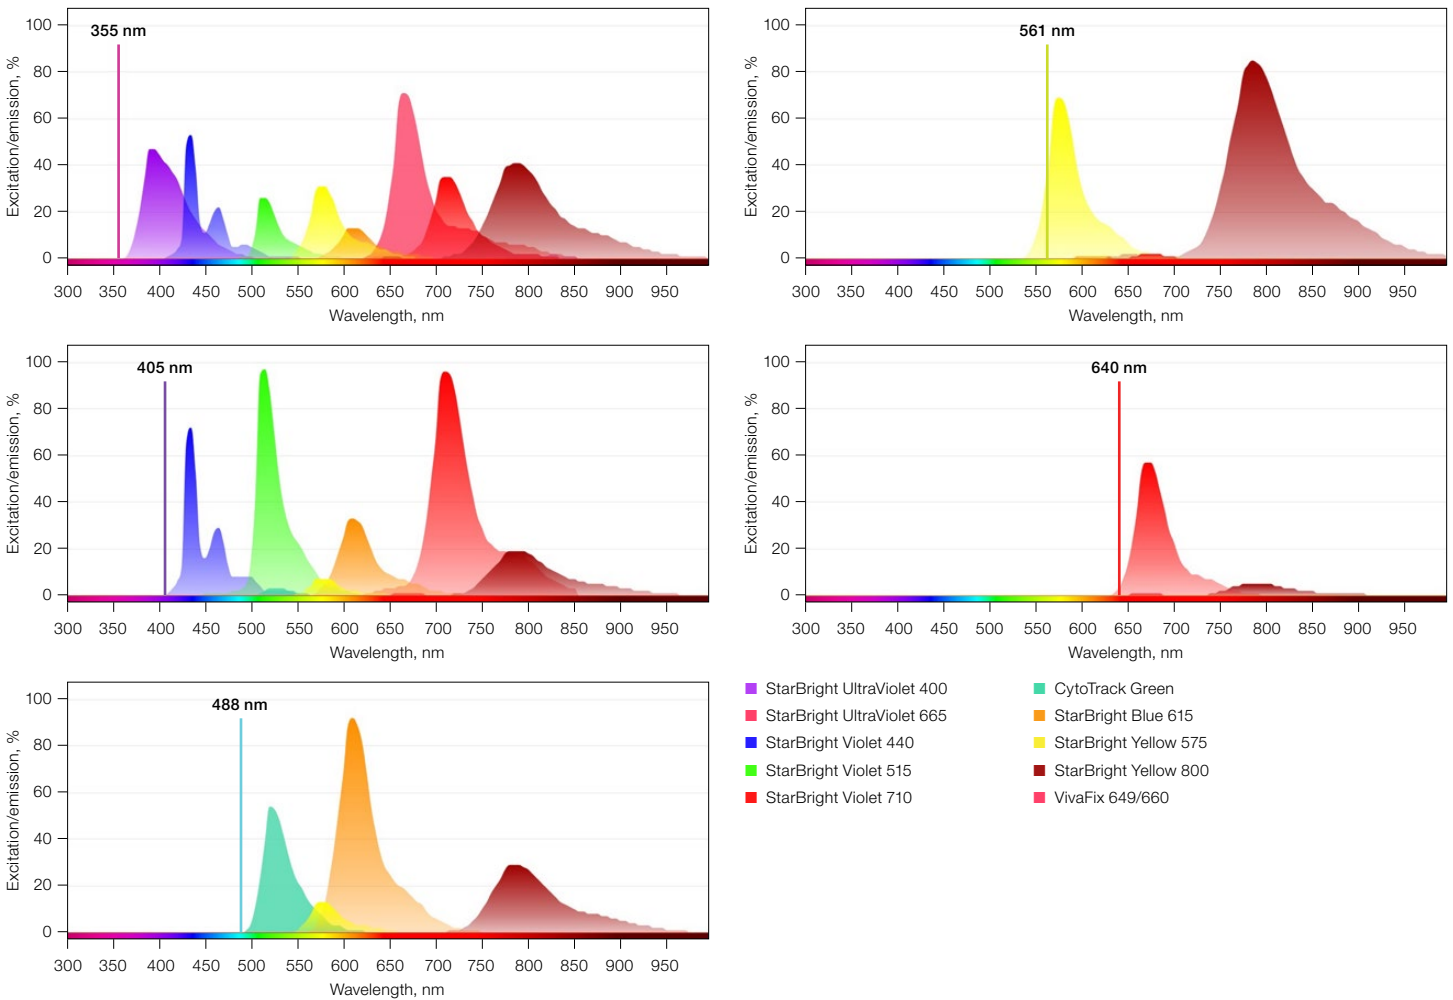 355 nm
Excitation/emission, %
100
80
60
40
20
0
300 350 400 450 500 550 600 650 700 750 800 850 900 950
Wavelength, nm
561 nm
Excitation/emission, %
100
80
60
40
20
0
300 350 400 450 500 550 600 650 700 750 800 850 900 950
Wavelength, nm
405 nm
Excitation/emission, %
100
80
60
40
20
0
300 350 400 450 500 550 600 650 700 750 800 850 900 950
Wavelength, nm
640 nm
Excitation/emission, %
100
80
60
40
20
0
300 350 400 450 500 550 600 650 700 750 800 850 900 950
Wavelength, nm
488 nm
Excitation/emission, %
100
80
60
40
20
0
300 350 400 450 500 550 600 650 700 750 800 850 900 950
Wavelength, nm
StarBright UltraViolet 400
StarBright UltraViolet 665
StarBright Violet 440
StarBright Violet 515
StarBright Violet 710
CytoTrack Green
StarBright Blue 615
StarBright Yellow 575
StarBright Yellow 800
VivaFix 649/660